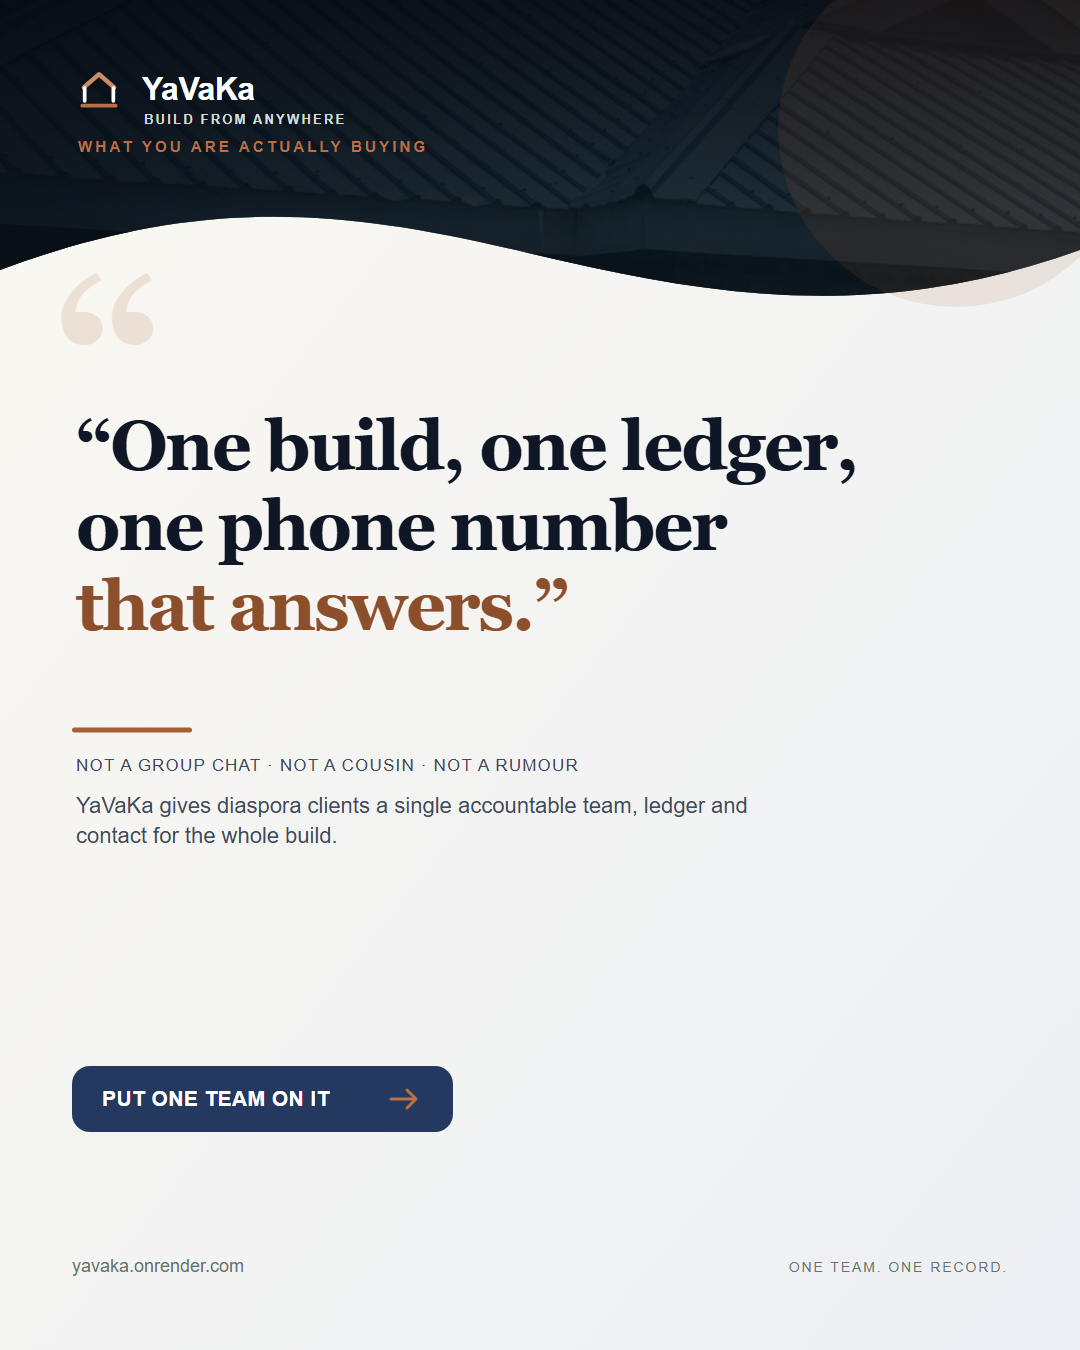 YaVaKa
BUILD FROM ANYWHERE
WHAT YOU ARE ACTUALLY BUYING
“
“One build, one ledger,
one phone number
that answers.”
NOT A GROUP CHAT · NOT A COUSIN · NOT A RUMOUR
YaVaKa gives diaspora clients a single accountable team, ledger and
contact for the whole build.
PUT ONE TEAM ON IT →
yavaka.onrender.com
ONE TEAM. ONE RECORD.